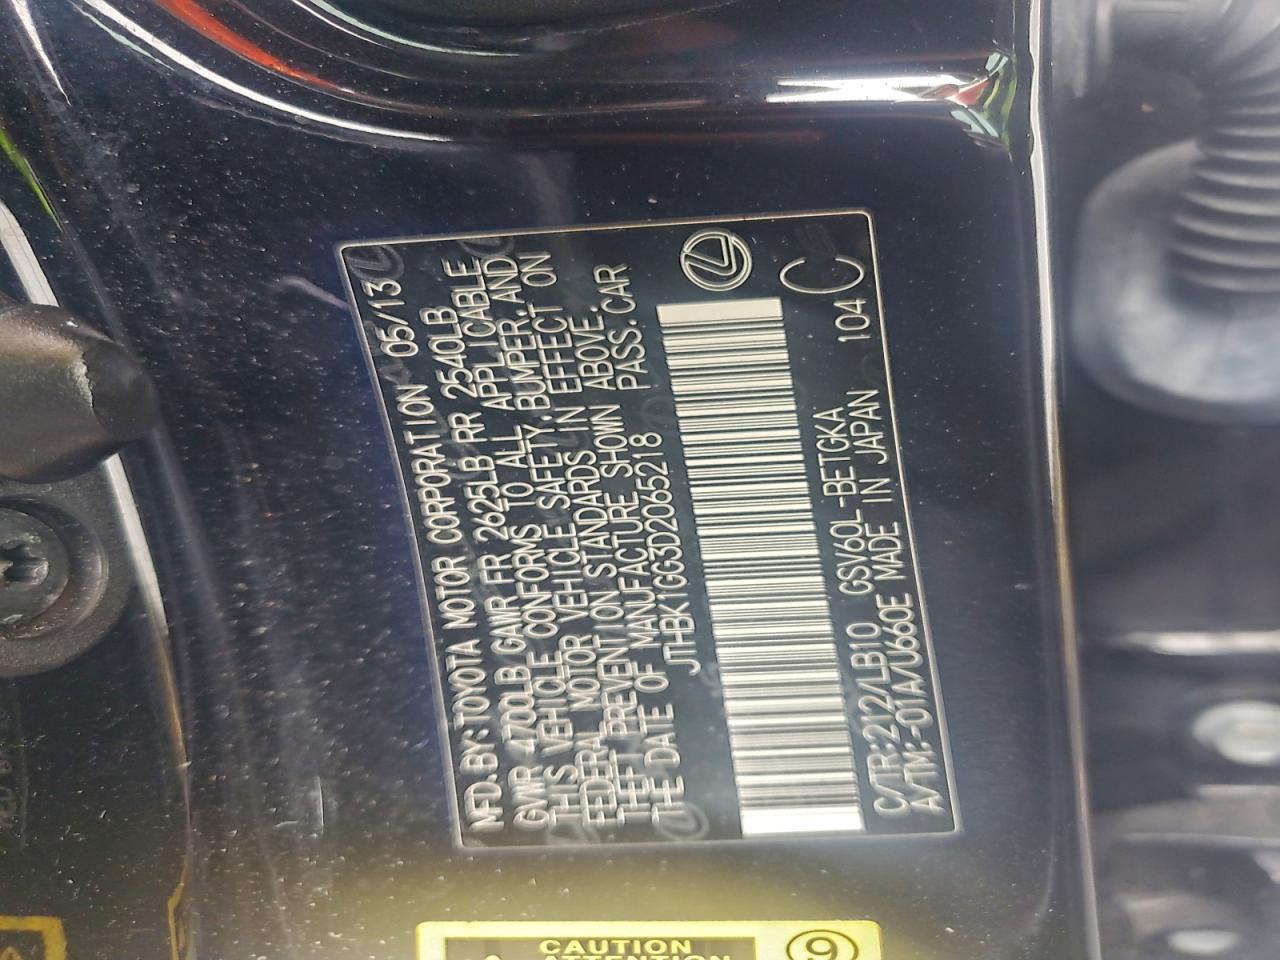 MFD.BY:TOYOTA MOTOR CORPORATION 05/13
GVWR 4700LB GAWR FR 2625LB RR 2540LB
THIS VEHICLE CONFORMS TO ALL APPLICABLE
FEDERAL MOTOR VEHICLE SAFETY,BUMPER,AND
THEFT PREVENTION STANDARDS IN EFFECT ON
THE DATE OF MANUFACTURE SHOWN ABOVE.
JTHBK1GG3D2065218 PASS.CAR
C/TR:212/LB10 GSV60L-BETGKA 104
A/TM:-01A/U660E MADE IN JAPAN
C
CAUTION
ATTENTION
9